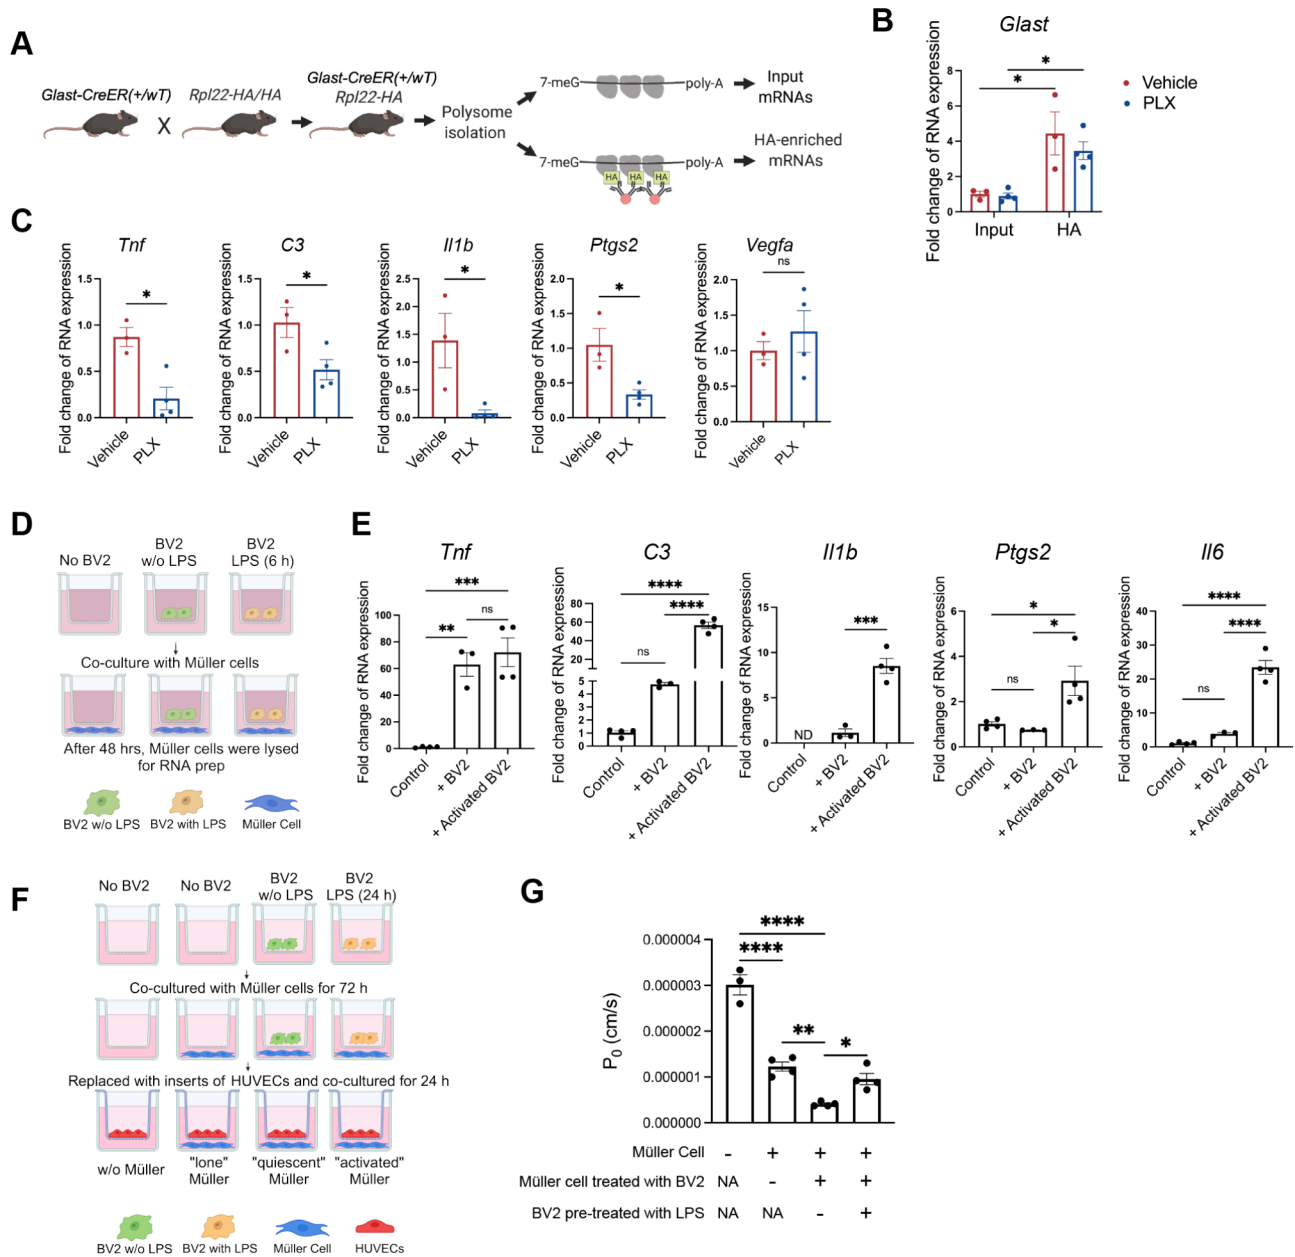 A
Glast-CreER(+/wT)
X
Rpl22-HA/HA
Glast-CreER(+/wT)
Rpl22-HA
Polysome
isolation
7-meG
poly-A
Input
mRNAs
7-meG
poly-A
HA HA HA
HA-enriched
mRNAs
B
Glast
Fold change of RNA expression
8
6
4
2
0
*
*
Input
HA
Vehicle
PLX
C
Tnf
Fold change of RNA expression
1.5
1.0
0.5
0.0
*
Vehicle
PLX
C3
Fold change of RNA expression
1.5
1.0
0.5
0.0
*
Vehicle
PLX
Il1b
Fold change of RNA expression
2.5
2.0
1.5
1.0
0.5
0.0
*
Vehicle
PLX
Ptgs2
Fold change of RNA expression
2.0
1.5
1.0
0.5
0.0
*
Vehicle
PLX
Vegfa
Fold change of RNA expression
2.0
1.5
1.0
0.5
0.0
ns
Vehicle
PLX
D
No BV2
BV2
w/o LPS
BV2
LPS (6 h)
Co-culture with Müller cells
After 48 hrs, Müller cells were lysed
for RNA prep
BV2 w/o LPS
BV2 with LPS
Müller Cell
E
Tnf
Fold change of RNA expression
100
80
60
40
20
0
***
**
ns
Control
+ BV2
+ Activated BV2
C3
Fold change of RNA expression
80
60
40
20
5
4
3
2
1
0
****
****
ns
Control
+ BV2
+ Activated BV2
Il1b
Fold change of RNA expression
15
10
5
0
***
ND
Control
+ BV2
+ Activated BV2
Ptgs2
Fold change of RNA expression
6
4
2
0
*
*
ns
Control
+ BV2
+ Activated BV2
Il6
Fold change of RNA expression
40
30
20
10
0
****
****
ns
Control
+ BV2
+ Activated BV2
F
No BV2
No BV2
BV2
w/o LPS
BV2
LPS (24 h)
Co-cultured with Müller cells for 72 h
Replaced with inserts of HUVECs and co-cultured for 24 h
w/o Müller
"lone"
Müller
"quiescent"
Müller
"activated"
Müller
BV2 w/o LPS
BV2 with LPS
Müller Cell
HUVECs
G
P0 (cm/s)
0.000004
0.000003
0.000002
0.000001
0.000000
****
****
**
*
Müller Cell - + + +
Müller cell treated with BV2 NA - + +
BV2 pre-treated with LPS NA NA - +